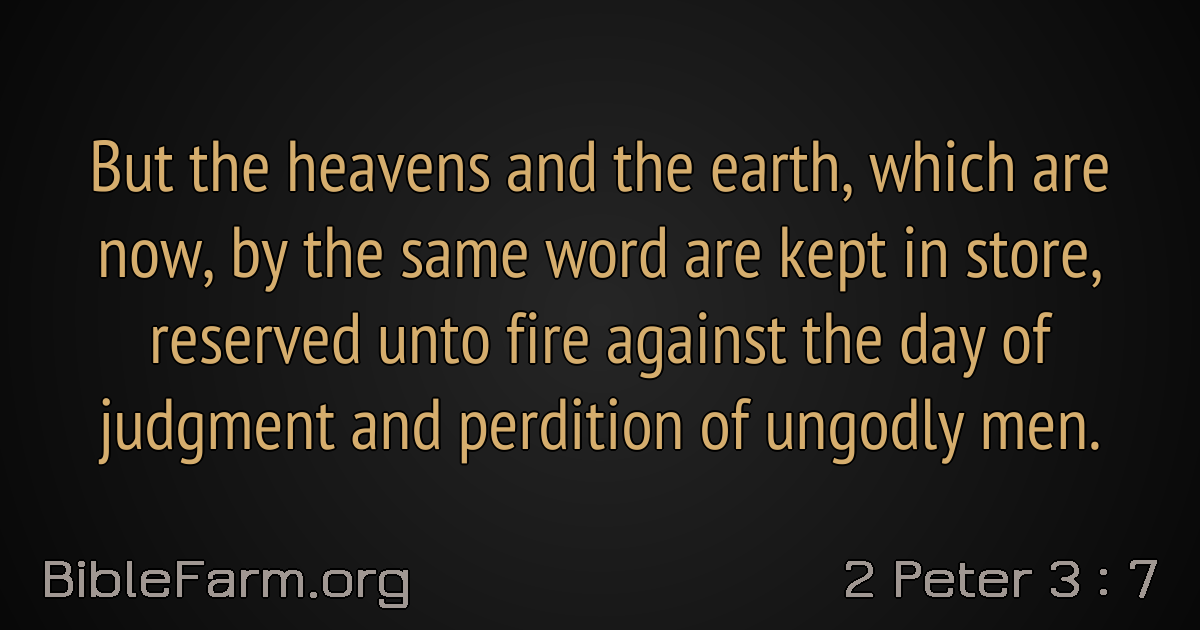 But the heavens and the earth, which are
now, by the same word are kept in store,
reserved unto fire against the day of
judgment and perdition of ungodly men.
BibleFarm.org
2 Peter 3 : 7